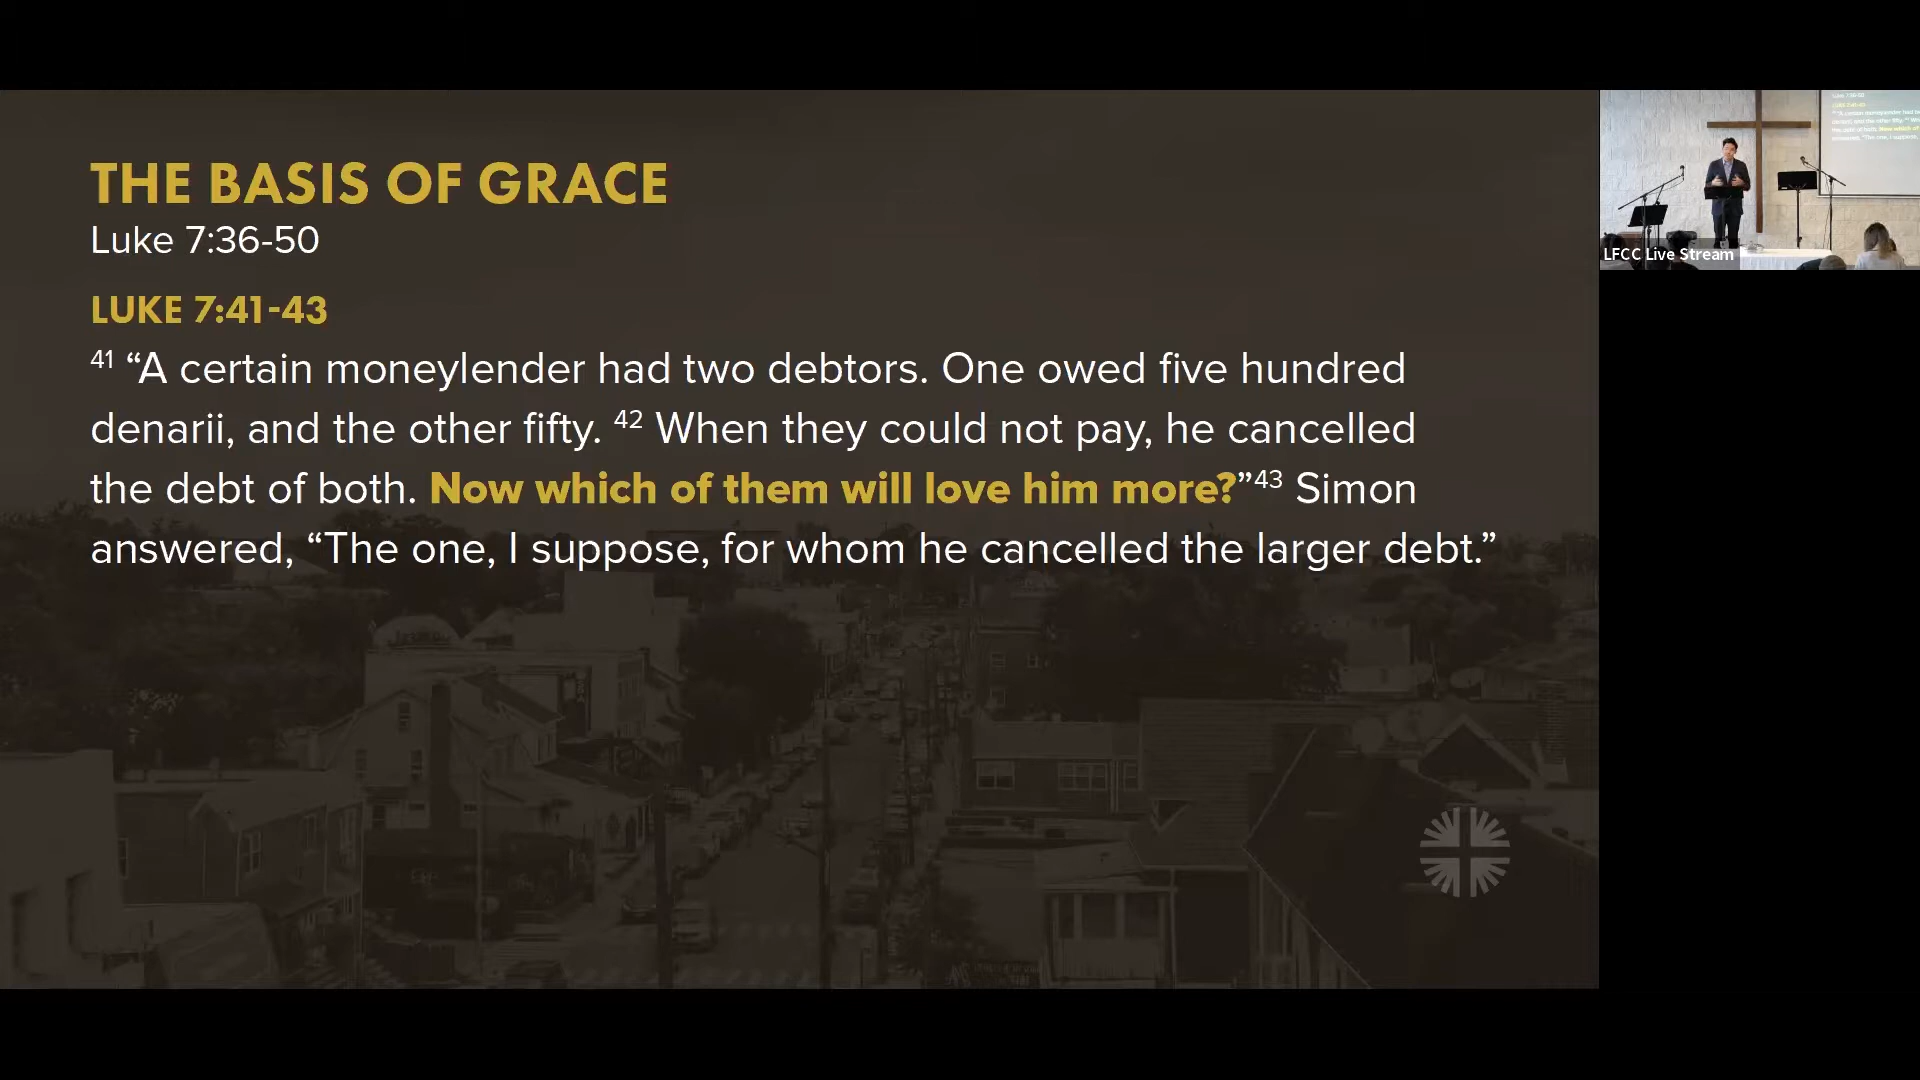 THE BASIS OF GRACE
Luke 7:36-50
LUKE 7:41-43
41 “A certain moneylender had two debtors. One owed five hundred
denarii, and the other fifty. 42 When they could not pay, he cancelled
the debt of both. Now which of them will love him more?”43 Simon
answered, “The one, I suppose, for whom he cancelled the larger debt.”
LFCC Live Stream